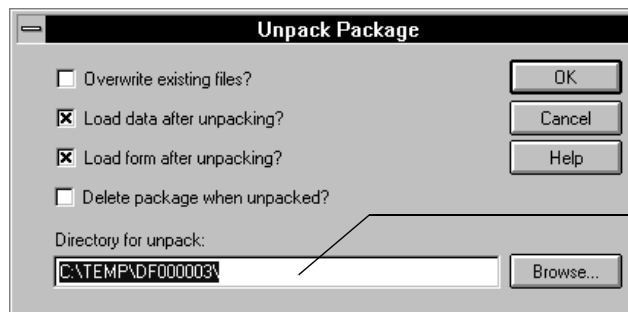 Unpack Package
Overwrite existing files?
OK
Load data after unpacking?
Cancel
Load form after unpacking?
Help
Delete package when unpacked?
Directory for unpack:
C:\TEMP\DF000003\
Browse...